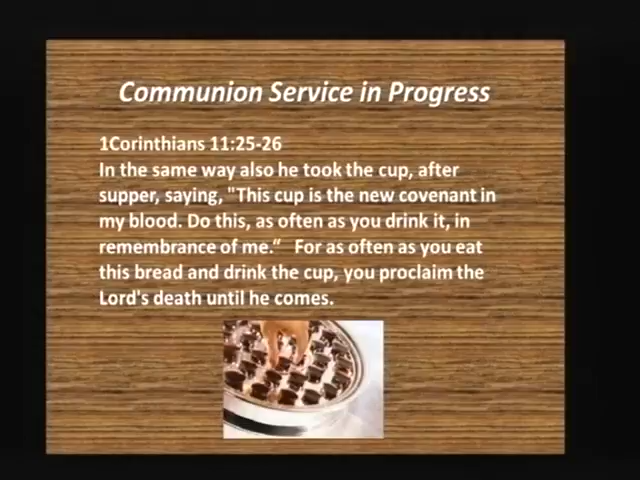 Communion Service in Progress
1Corinthians 11:25-26
In the same way also he took the cup, after
supper, saying, "This cup is the new covenant in
my blood. Do this, as often as you drink it, in
remembrance of me.“ For as often as you eat
this bread and drink the cup, you proclaim the
Lord's death until he comes.